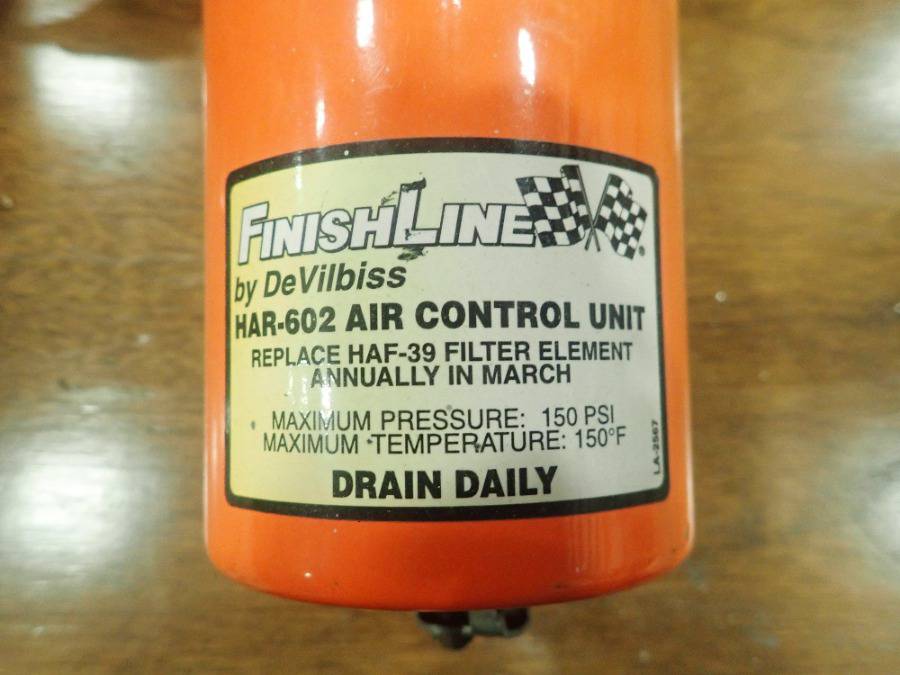 FINISHLINE®
by DeVilbiss
HAR-602 AIR CONTROL UNIT
REPLACE HAF-39 FILTER ELEMENT
ANNUALLY IN MARCH
MAXIMUM PRESSURE: 150 PSI
MAXIMUM TEMPERATURE: 150°F
DRAIN DAILY
LA-2567